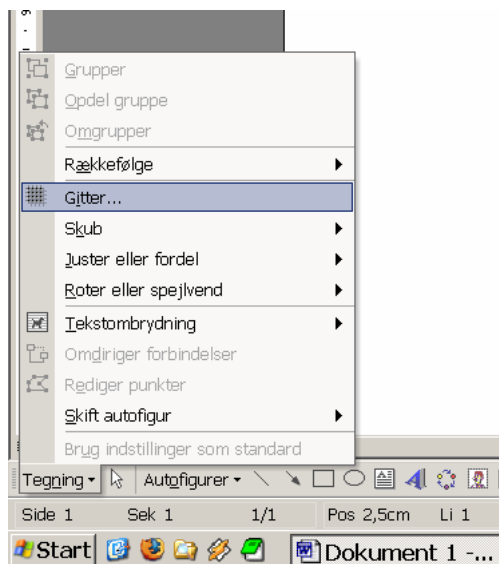 Grupper
Opdel gruppe
Omgrupper
Rækkefølge
Gitter...
Skub
Juster eller fordel
Roter eller spejlvend
Tekstombrydning
Omdiriger forbindelser
Rediger punkter
Skift autofigur
Brug indstillinger som standard
Tegning Autofigurer
Side 1 Sek 1 1/1 Pos 2,5cm Li 1
Start Dokument 1 -...